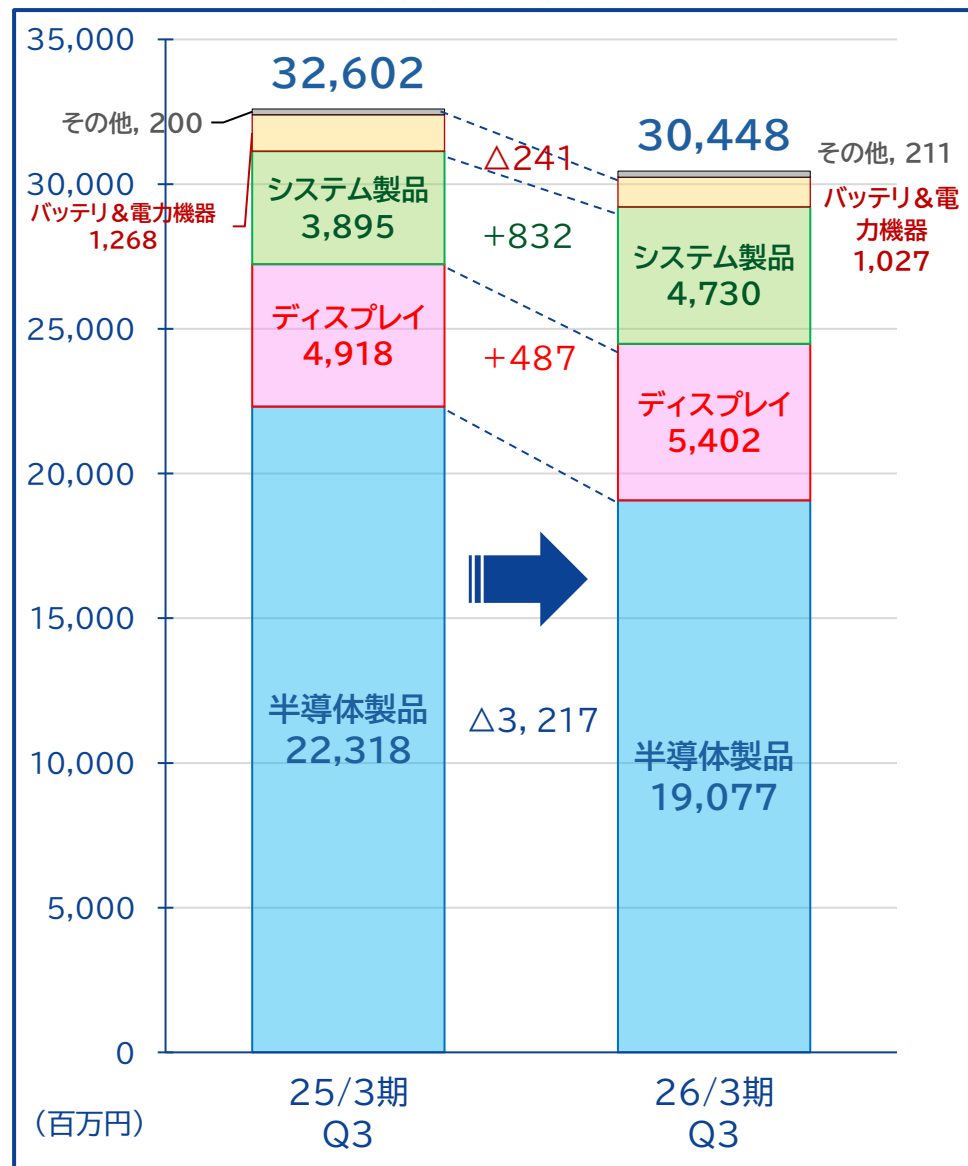 35,000
30,000
25,000
20,000
15,000
10,000
5,000
0
(百万円)
32,602
その他, 200
バッテリ&電力機器
1,268
システム製品
3,895
ディスプレイ
4,918
半導体製品
22,318
25/3期
Q3
△241
+832
+487
△3,217
30,448
その他, 211
バッテリ&電
力機器
1,027
システム製品
4,730
ディスプレイ
5,402
半導体製品
19,077
26/3期
Q3